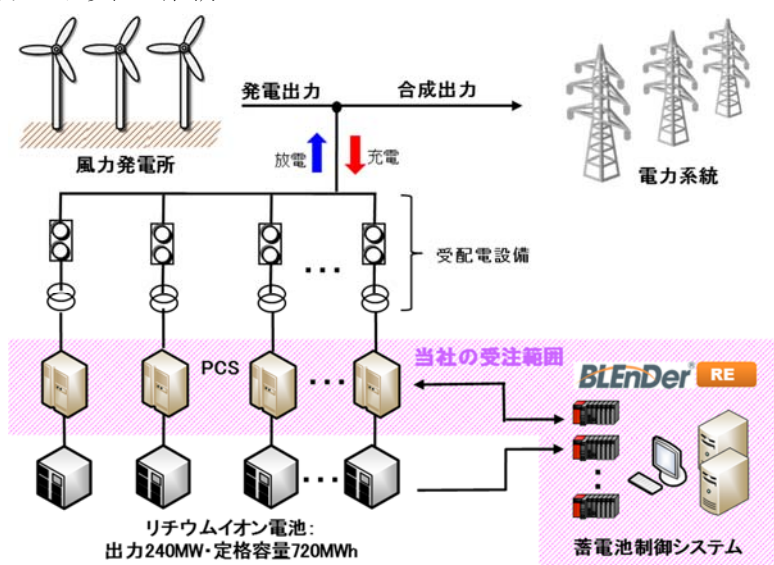 発電出力
合成出力
風力発電所
放電
充電
電力系統
受配電設備
当社の受注範囲
PCS
BLEnDer® RE
リチウムイオン電池:
出力240MW・定格容量720MWh
蓄電池制御システム